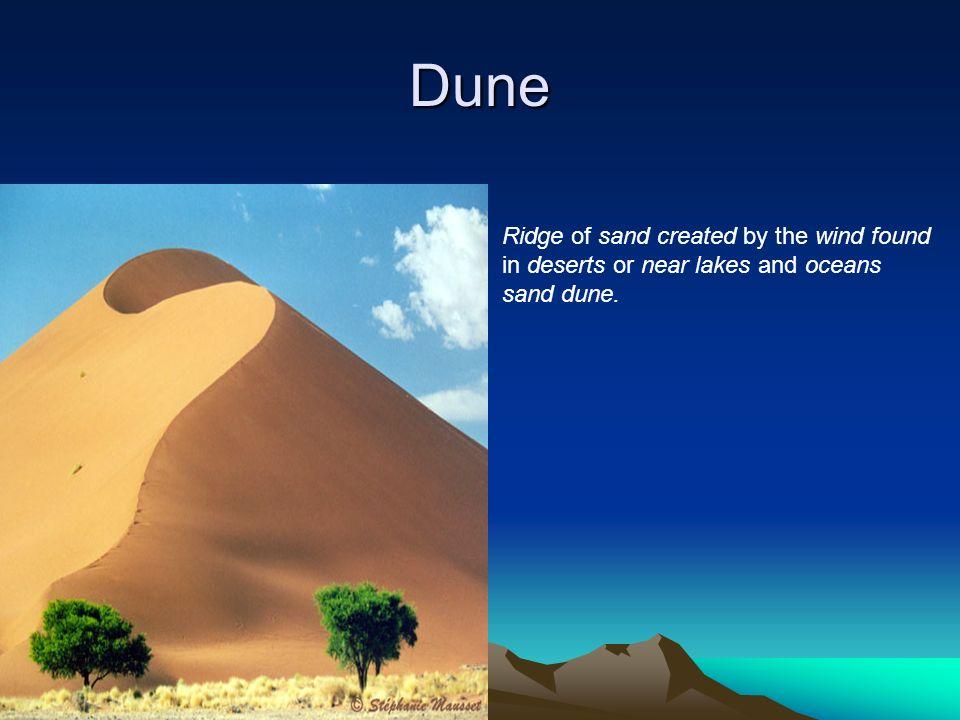 Dune
Ridge of sand created by the wind found
in deserts or near lakes and oceans
sand dune.
© Stéphanie Mausset